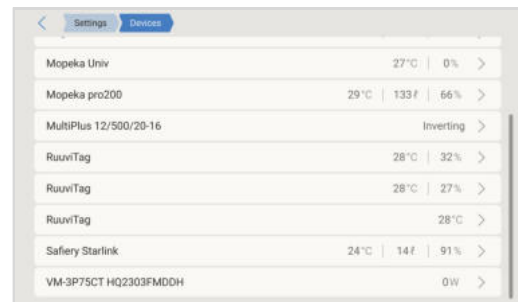 Settings Devices
Mopeka Univ 27°C 0%
Mopeka pro200 29°C 133ℓ 66%
MultiPlus 12/500/20-16 Inverting
RuuviTag 28°C 32%
RuuviTag 28°C 27%
RuuviTag 28°C
Safiery Starlink 24°C 14ℓ 91%
VM-3P75CT HQ2303FMDDH 0W